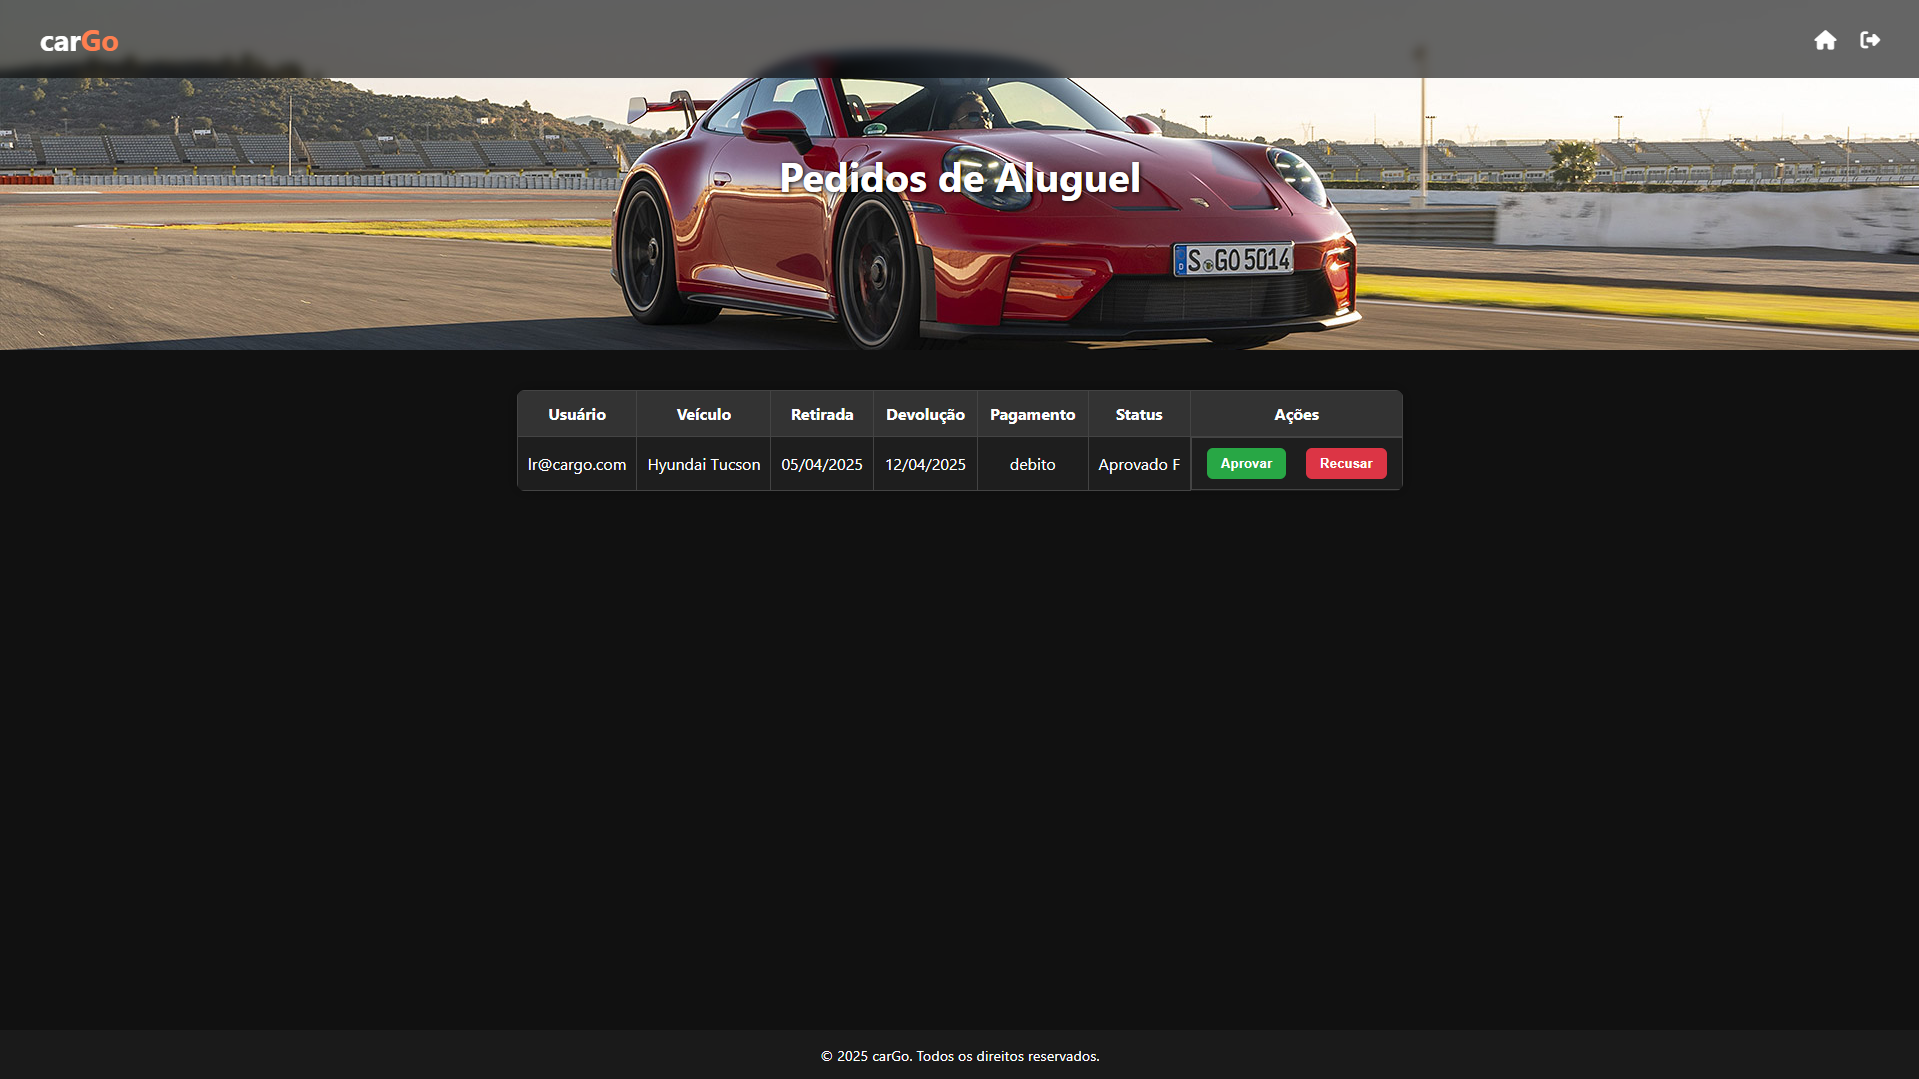 carGo
Pedidos de Aluguel
S GO 5014
D
Usuário Veículo Retirada Devolução Pagamento Status Ações
lr@cargo.com Hyundai Tucson 05/04/2025 12/04/2025 debito Aprovado F Aprovar Recusar
© 2025 carGo. Todos os direitos reservados.